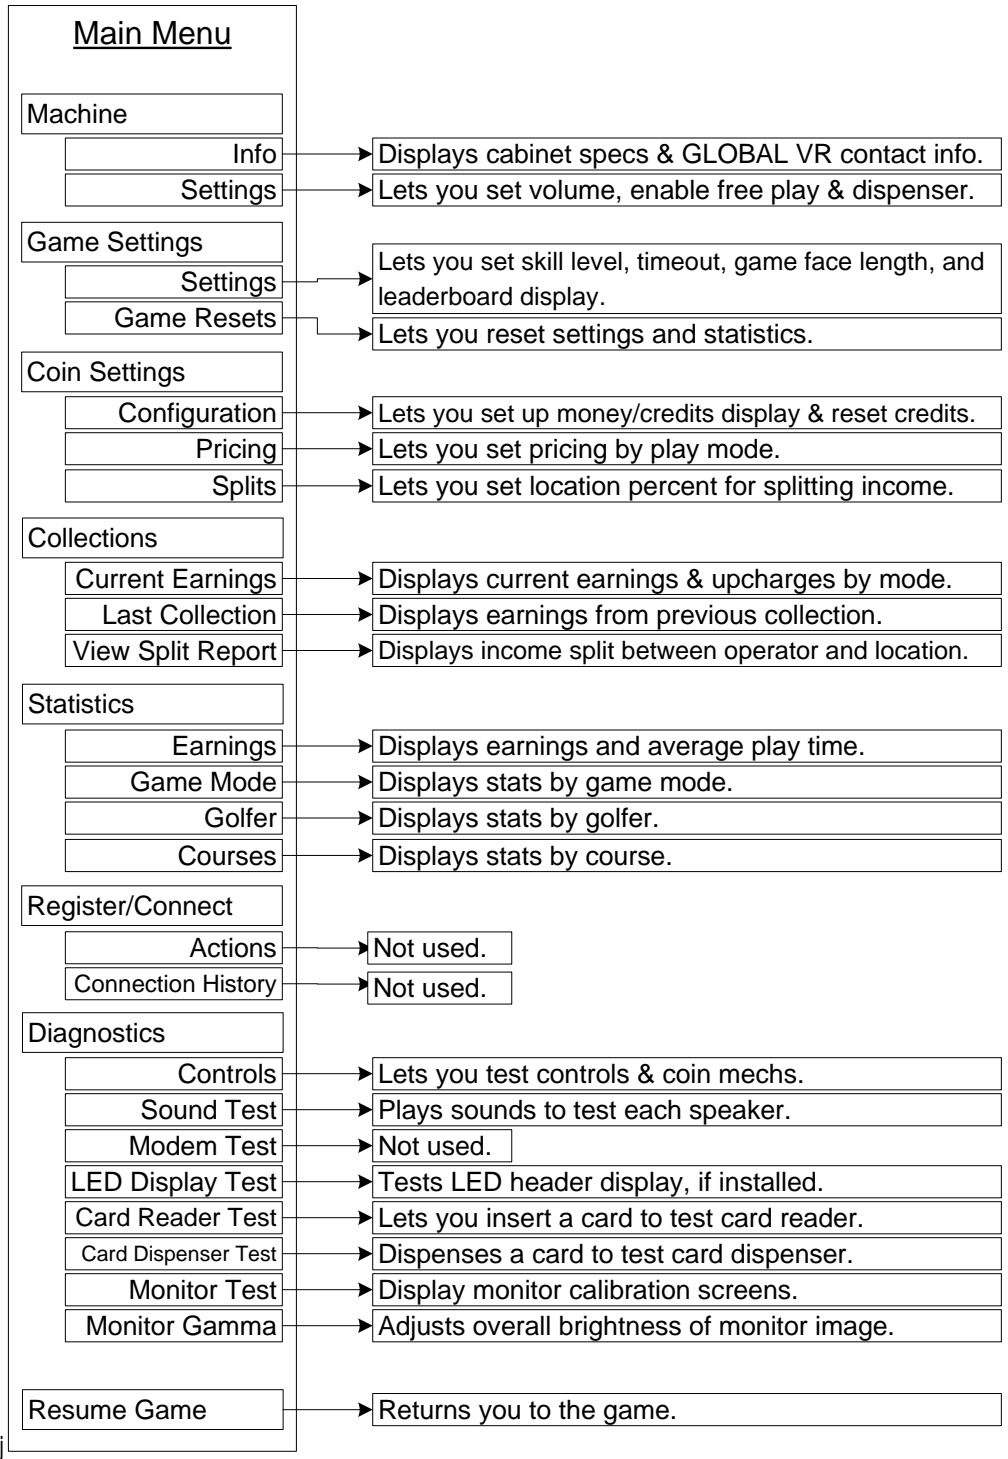 Main Menu
Machine
Info
Displays cabinet specs & GLOBAL VR contact info.
Settings
Lets you set volume, enable free play & dispenser.
Game Settings
Settings
Lets you set skill level, timeout, game face length, and
leaderboard display.
Game Resets
Lets you reset settings and statistics.
Coin Settings
Configuration
Lets you set up money/credits display & reset credits.
Pricing
Lets you set pricing by play mode.
Splits
Lets you set location percent for splitting income.
Collections
Current Earnings
Displays current earnings & upcharges by mode.
Last Collection
Displays earnings from previous collection.
View Split Report
Displays income split between operator and location.
Statistics
Earnings
Displays earnings and average play time.
Game Mode
Displays stats by game mode.
Golfer
Displays stats by golfer.
Courses
Displays stats by course.
Register/Connect
Actions
Not used.
Connection History
Not used.
Diagnostics
Controls
Lets you test controls & coin mechs.
Sound Test
Plays sounds to test each speaker.
Modem Test
Not used.
LED Display Test
Tests LED header display, if installed.
Card Reader Test
Lets you insert a card to test card reader.
Card Dispenser Test
Dispenses a card to test card dispenser.
Monitor Test
Display monitor calibration screens.
Monitor Gamma
Adjusts overall brightness of monitor image.
Resume Game
Returns you to the game.
j